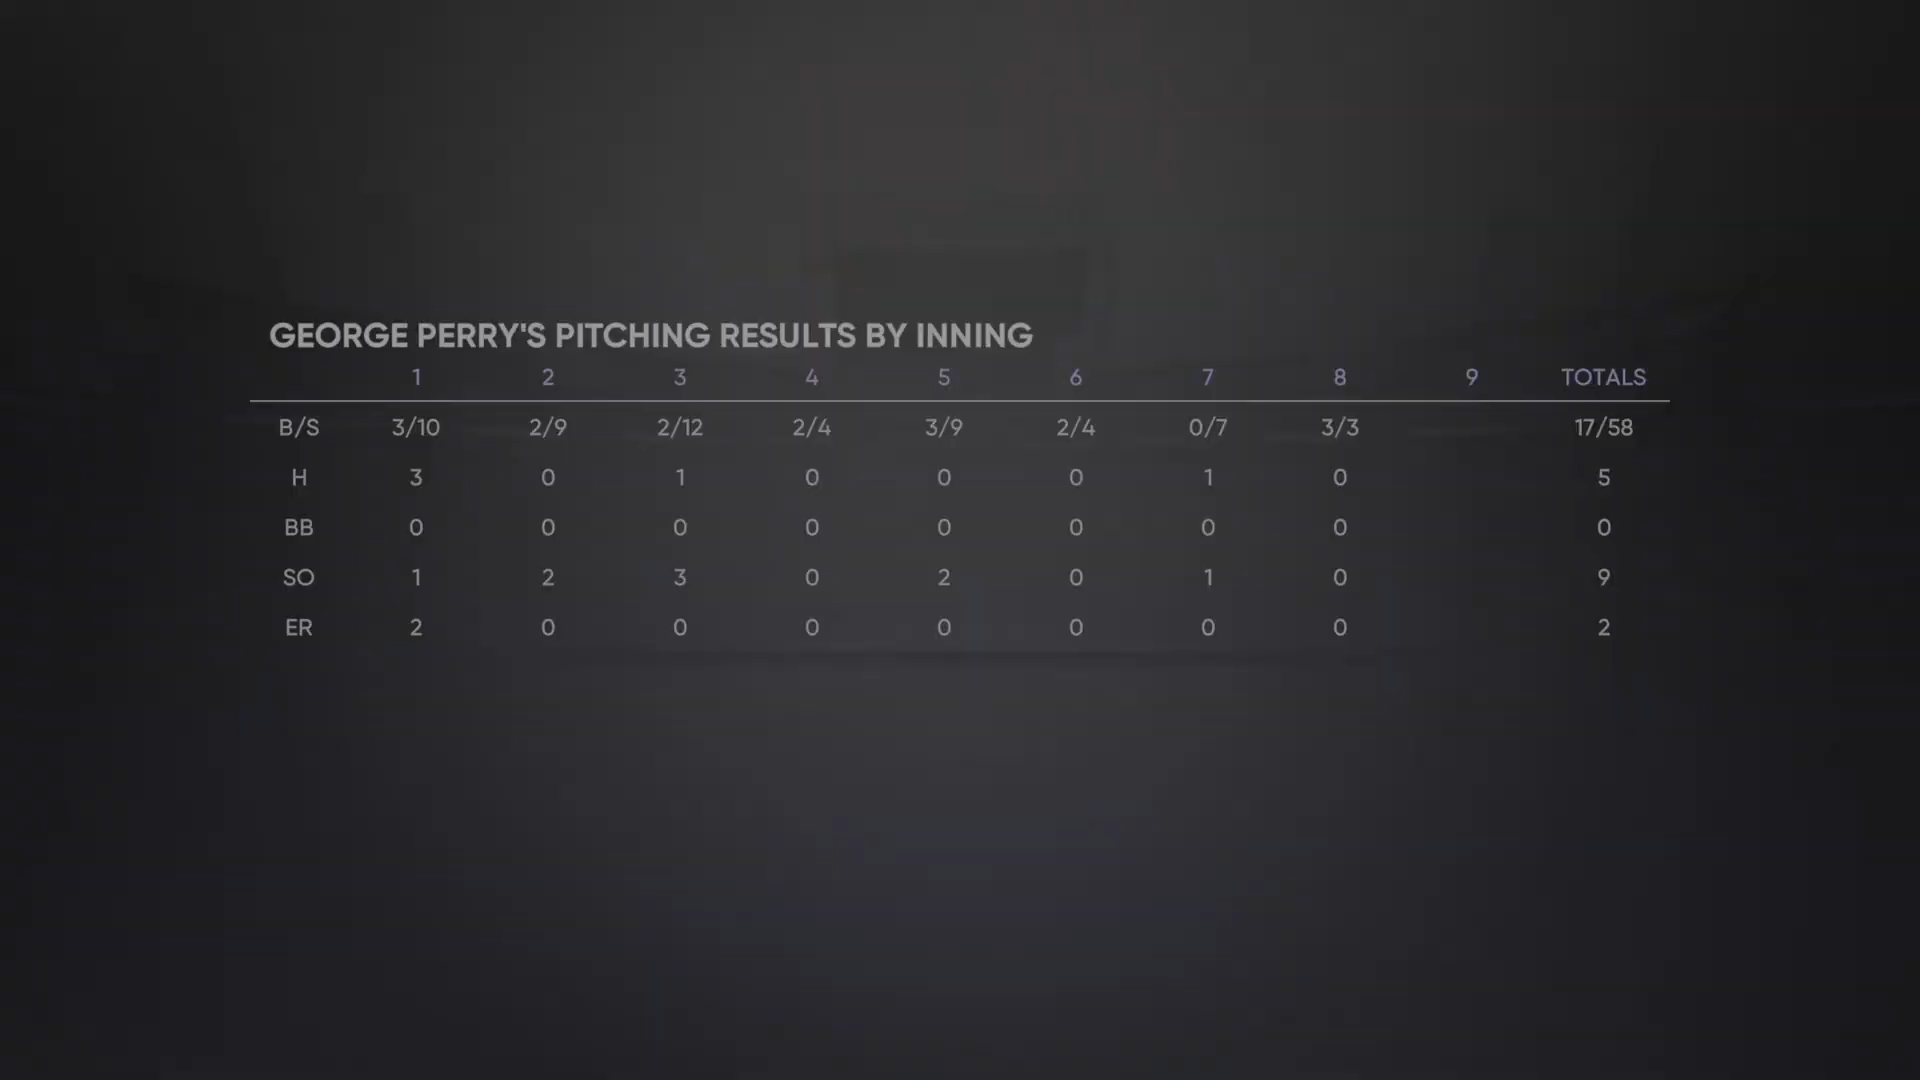 GEORGE PERRY'S PITCHING RESULTS BY INNING
1 2 3 4 5 6 7 8 9 TOTALS
B/S 3/10 2/9 2/12 2/4 3/9 2/4 0/7 3/3 17/58
H 3 0 1 0 0 0 1 0 5
BB 0 0 0 0 0 0 0 0 0
SO 1 2 3 0 2 0 1 0 9
ER 2 0 0 0 0 0 0 0 2